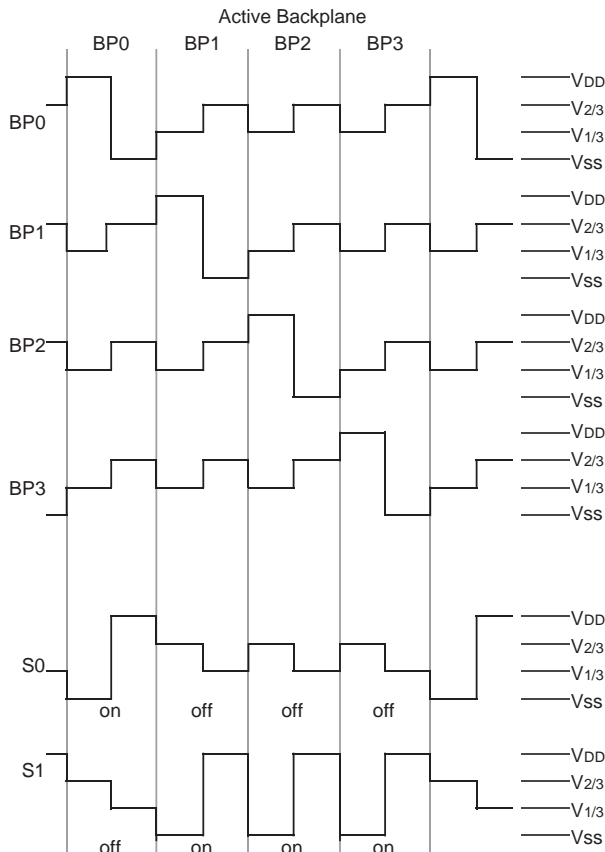 Active Backplane
BP0 BP1 BP2 BP3
VDD
BP0 V2/3
V1/3
VSS
VDD
BP1 V2/3
V1/3
VSS
VDD
BP2 V2/3
V1/3
VSS
VDD
V2/3
BP3 V1/3
VSS
VDD
V2/3
S0 V1/3
VSS
on off off off
VDD
S1 V2/3
V1/3
VSS
off on on on